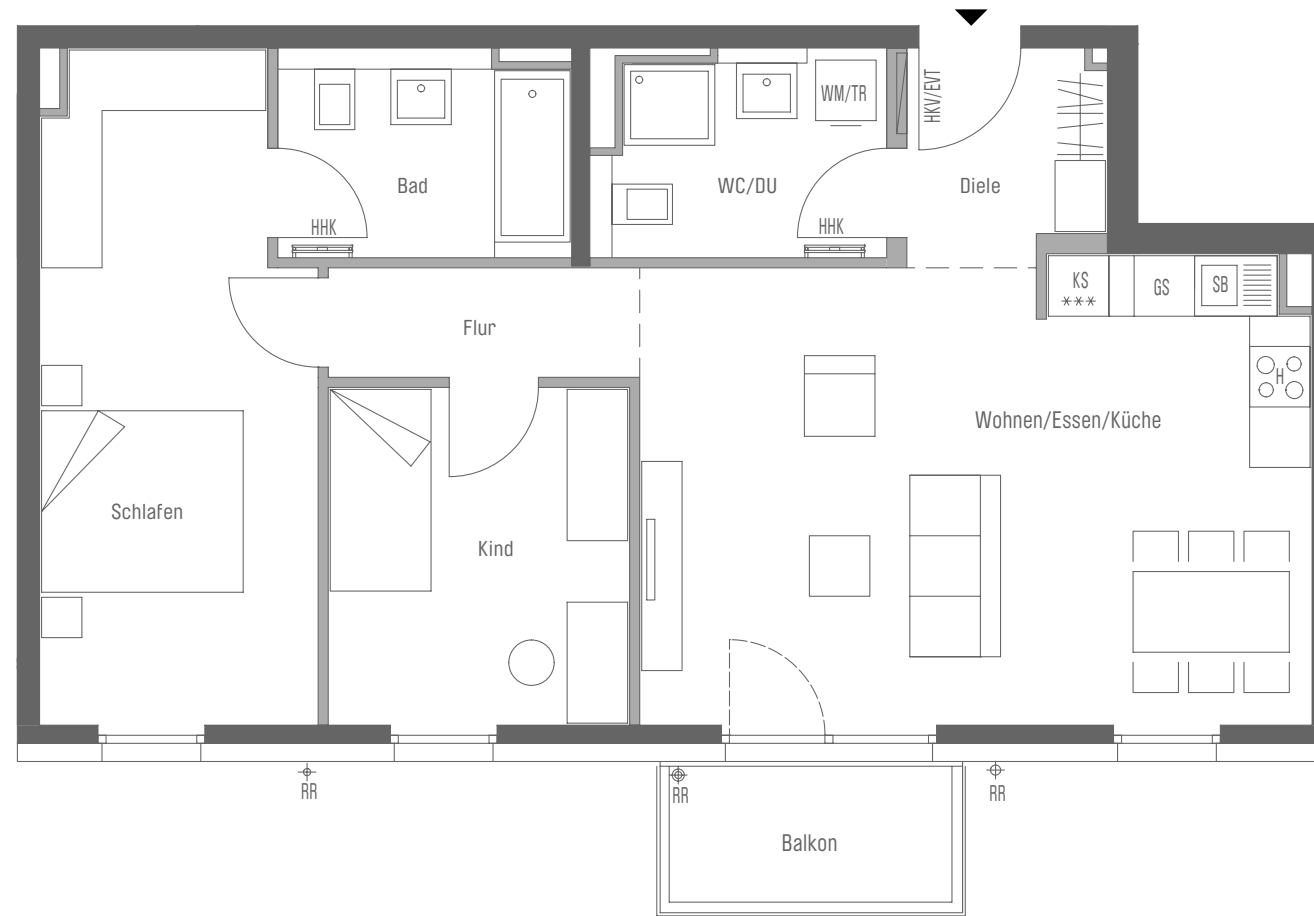 WM/TR
HKV/EVT
Bad
WC/DU
Diele
HHK
HHK
KS
***
GS
SB
Flur
H
Wohnen/Essen/Küche
Schlafen
Kind
RR
RR
RR
Balkon